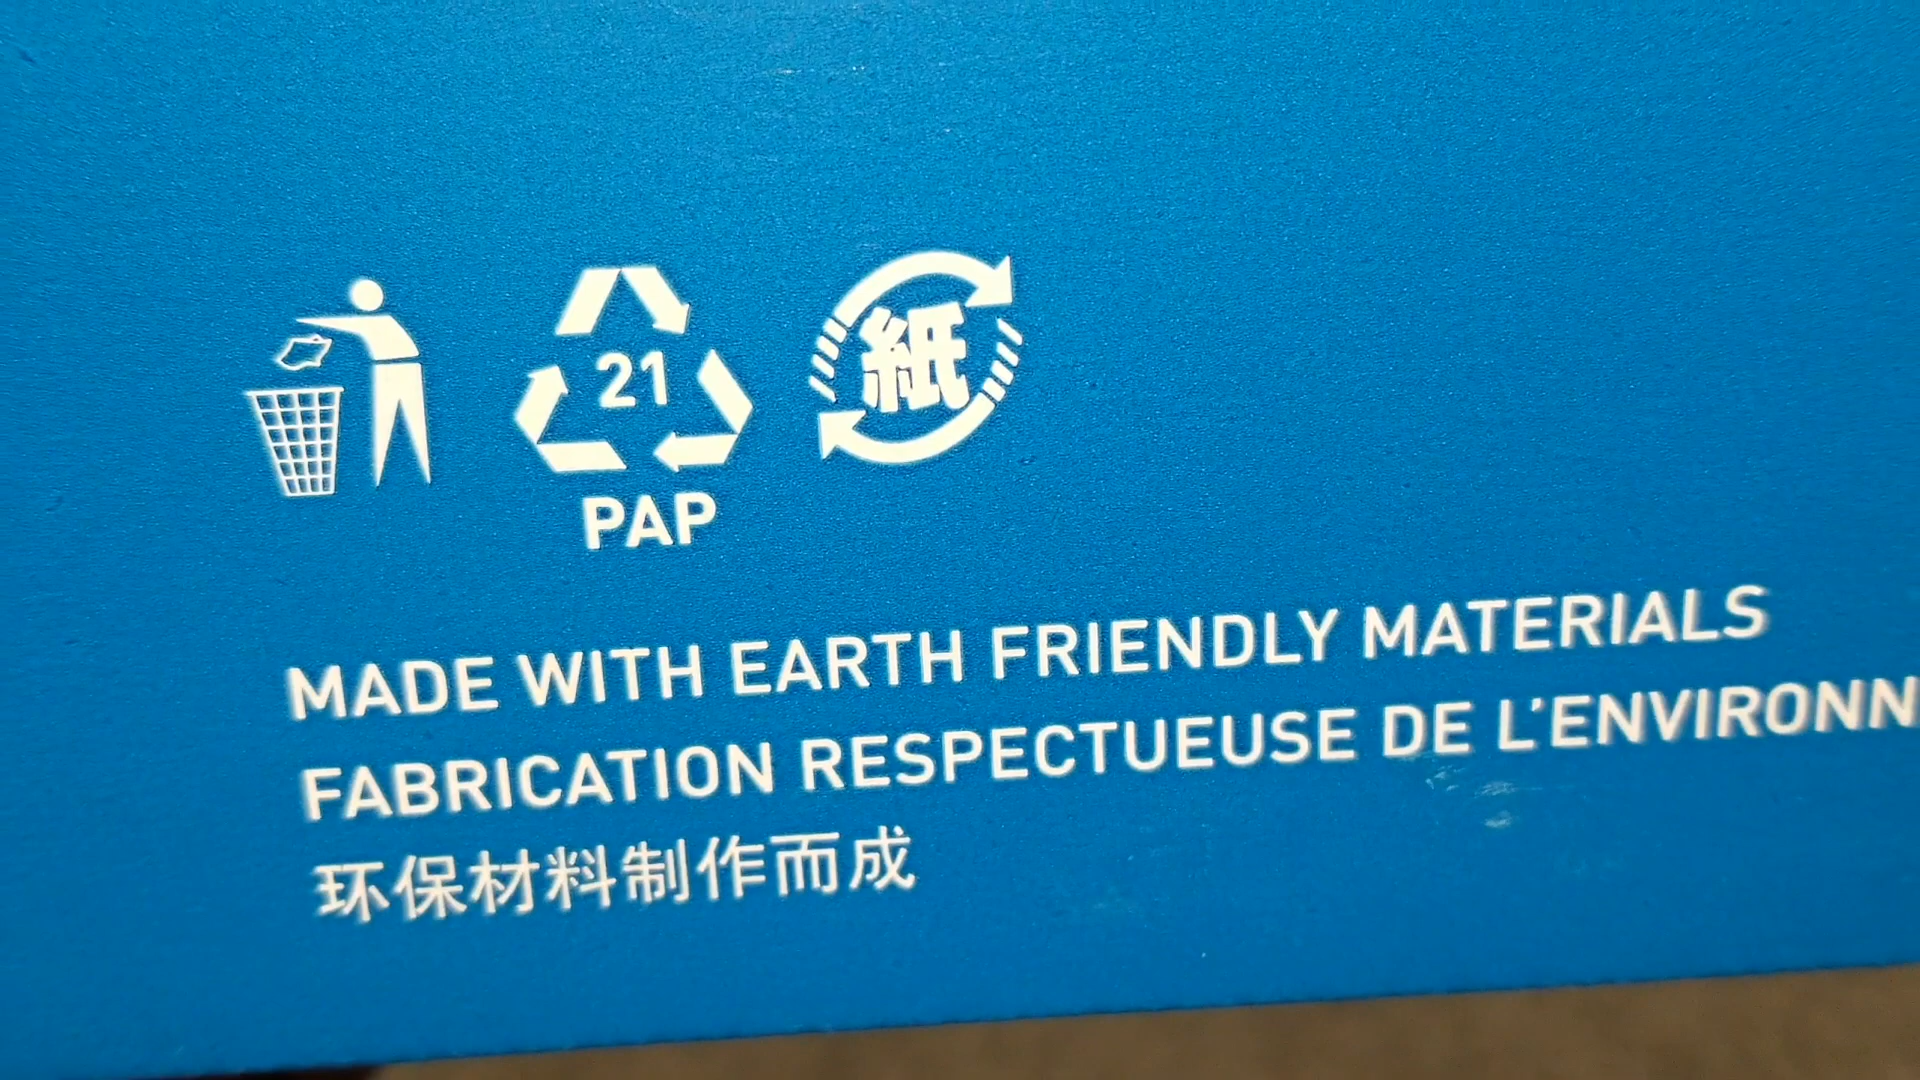 21
紙
PAP
MADE WITH EARTH FRIENDLY MATERIALS
FABRICATION RESPECTUEUSE DE L'ENVIRONN
环保材料制作而成